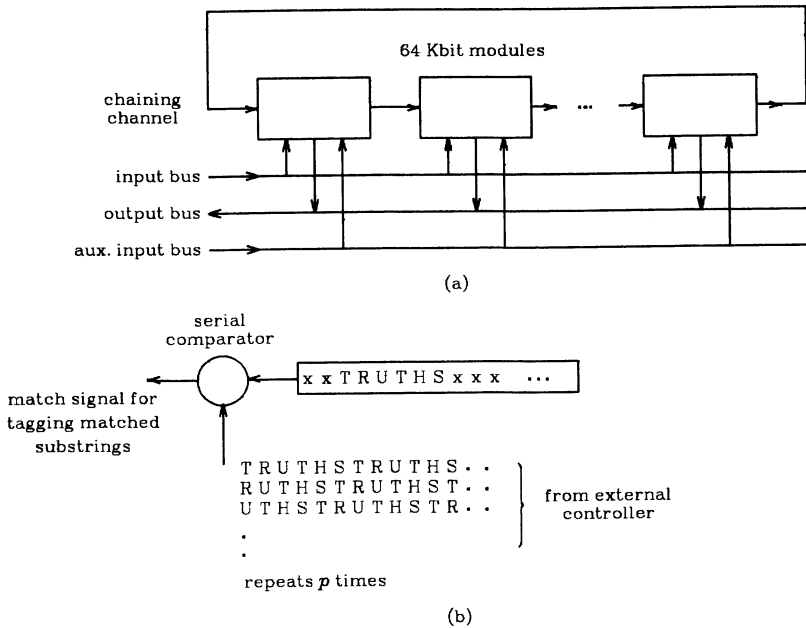 64 Kbit modules
chaining
channel
...
input bus
output bus
aux. input bus
(a)
serial
comparator
x x T R U T H S x x x ...
match signal for
tagging matched
substrings
T R U T H S T R U T H S . .
R U T H S T R U T H S T . .
U T H S T R U T H S T R . .
.
.
from external
controller
repeats p times
(b)